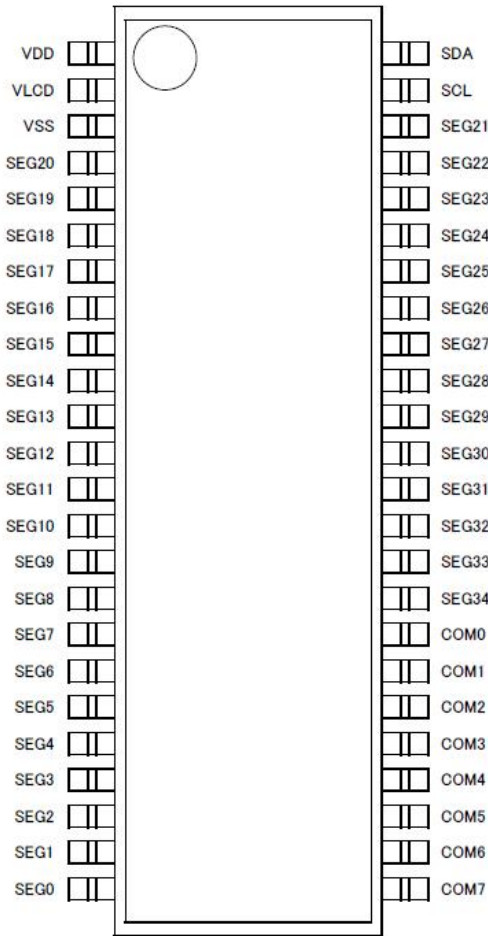 VDD SDA
VLCD SCL
VSS SEG21
SEG20 SEG22
SEG19 SEG23
SEG18 SEG24
SEG17 SEG25
SEG16 SEG26
SEG15 SEG27
SEG14 SEG28
SEG13 SEG29
SEG12 SEG30
SEG11 SEG31
SEG10 SEG32
SEG9 SEG33
SEG8 SEG34
SEG7 COM0
SEG6 COM1
SEG5 COM2
SEG4 COM3
SEG3 COM4
SEG2 COM5
SEG1 COM6
SEG0 COM7